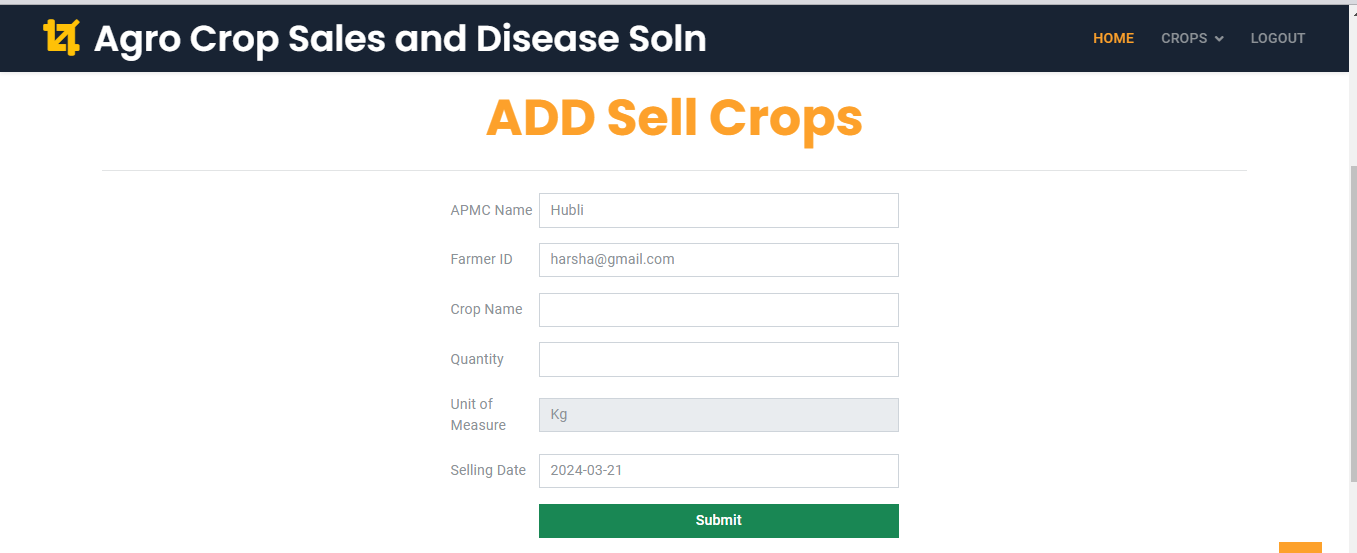 Agro Crop Sales and Disease Soln
HOME CROPS LOGOUT
ADD Sell Crops
APMC Name Hubli
Farmer ID harsha@gmail.com
Crop Name
Quantity
Unit of
Measure
Kg
Selling Date 2024-03-21
Submit